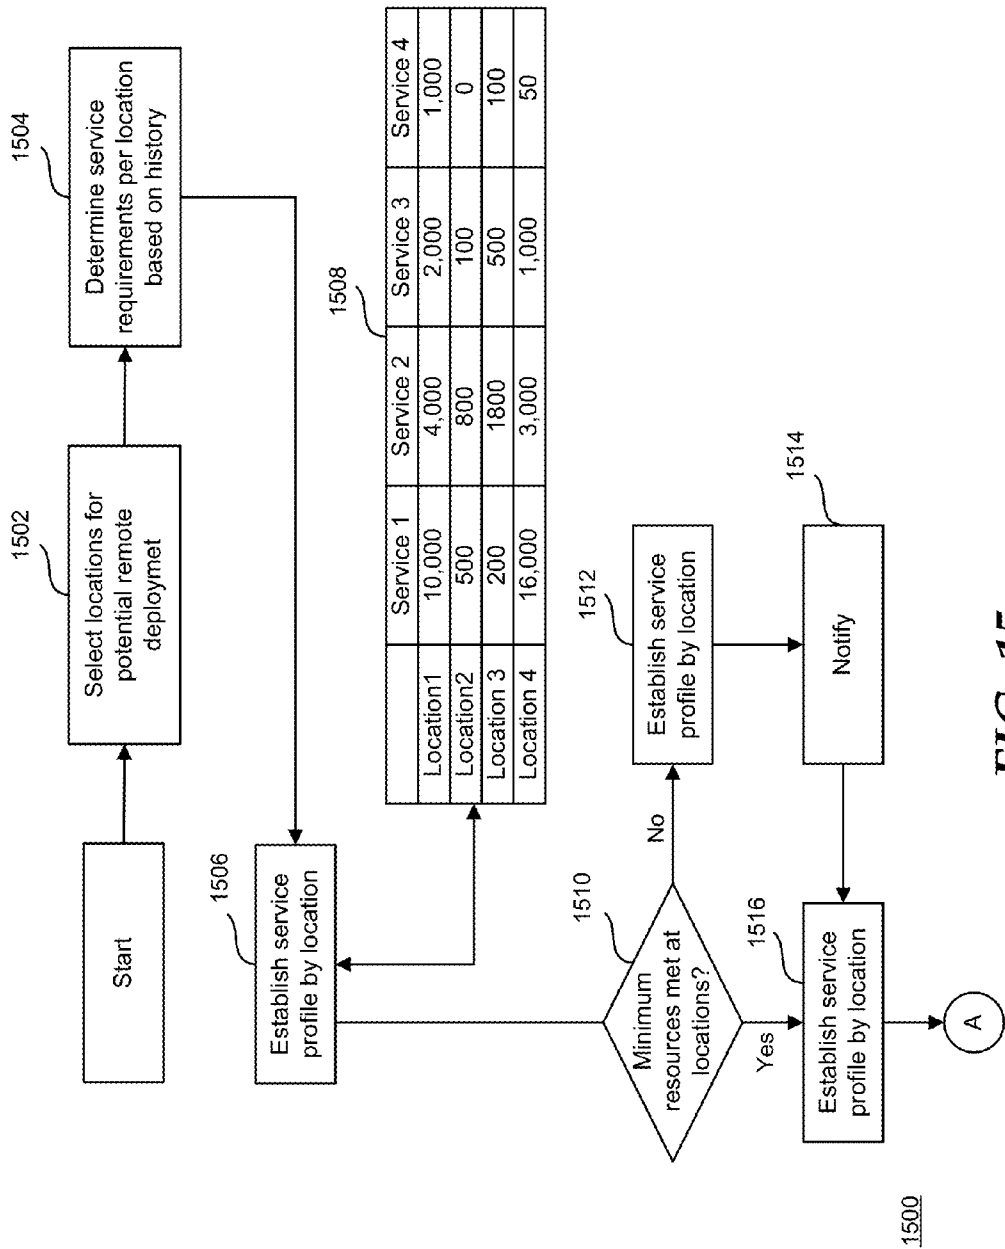 Start
1502
Select locations for
potential remote
deploymet
1504
Determine service
requirements per location
based on history
1506
Establish service
profile by location
1508
Service 1 Service 2 Service 3 Service 4
Location1 10,000 4,000 2,000 1,000
Location2 500 800 100 0
Location 3 200 1800 500 100
Location 4 16,000 3,000 1,000 50
1510
Minimum
resources met at
locations?
No
Yes
1512
Establish service
profile by location
1514
Notify
1516
Establish service
profile by location
A
1500